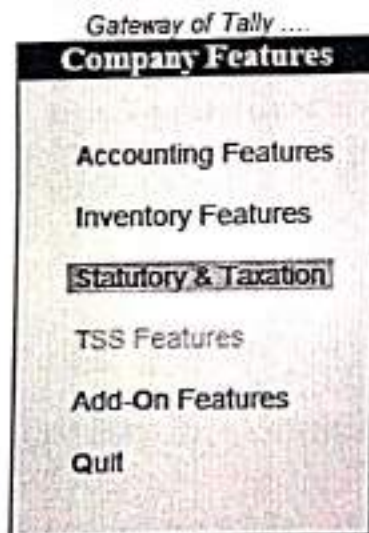 Gateway of Tally ....
Company Features
Accounting Features
Inventory Features
Statutory & Taxation
TSS Features
Add-On Features
Quit